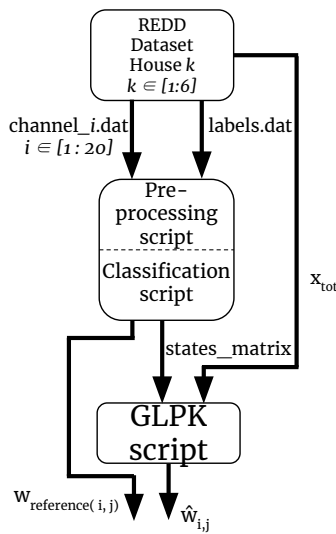 REDD
Dataset
House k
k ∈ [1:6]
channel_i.dat
i ∈ [1 : 20]
labels.dat
Pre-
processing
script
Classification
script
x_tot
states_matrix
GLPK
script
w_reference( i, j)
ŵ_i,j